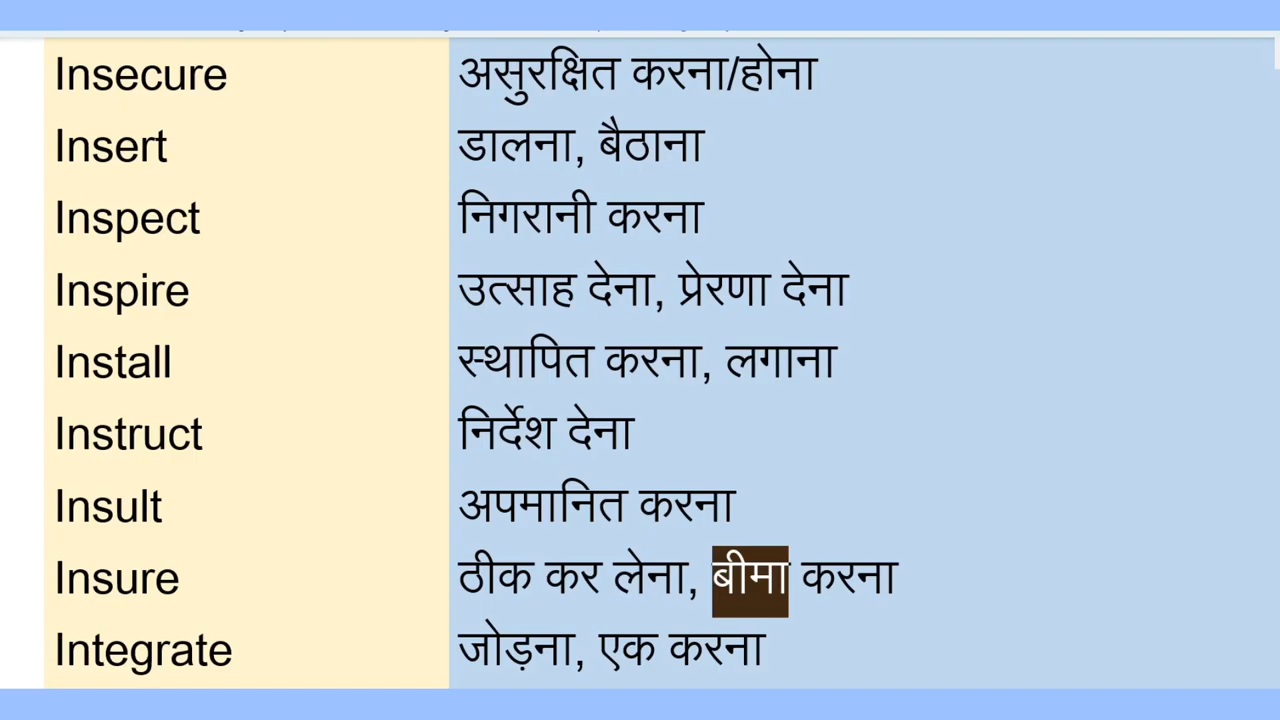 Insecure असुरक्षित करना/होना
Insert डालना, बैठाना
Inspect निगरानी करना
Inspire उत्साह देना, प्रेरणा देना
Install स्थापित करना, लगाना
Instruct निर्देश देना
Insult अपमानित करना
Insure ठीक कर लेना, बीमा करना
Integrate जोड़ना, एक करना